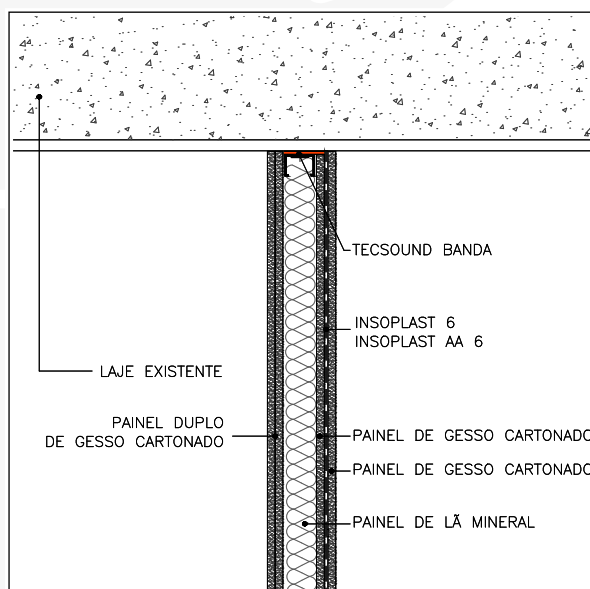 TECSOUND BANDA
INSOPLAST 6
INSOPLAST AA 6
LAJE EXISTENTE
PAINEL DUPLO
DE GESSO CARTONADO
PAINEL DE GESSO CARTONADO
PAINEL DE GESSO CARTONADO
PAINEL DE LÃ MINERAL